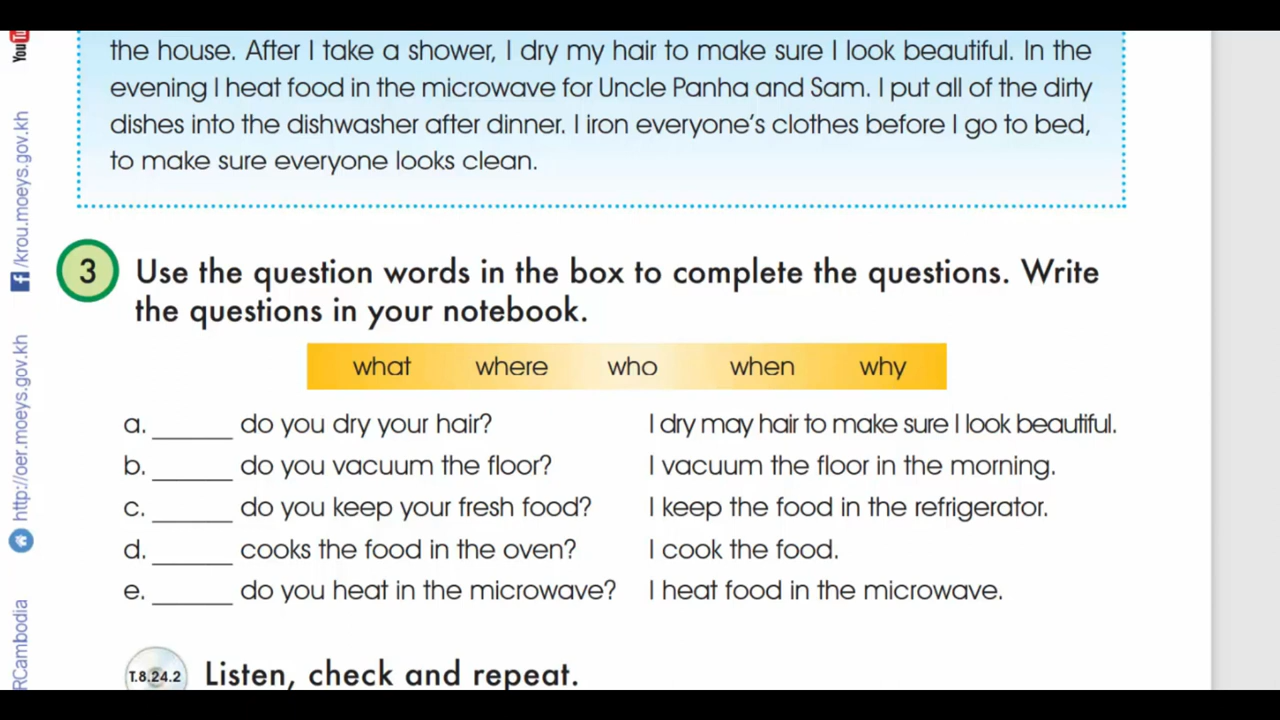 the house. After I take a shower, I dry my hair to make sure I look beautiful. In the
evening I heat food in the microwave for Uncle Panha and Sam. I put all of the dirty
dishes into the dishwasher after dinner. I iron everyone's clothes before I go to bed,
to make sure everyone looks clean.
3 Use the question words in the box to complete the questions. Write
the questions in your notebook.
what where who when why
a. ______ do you dry your hair? I dry may hair to make sure I look beautiful.
b. ______ do you vacuum the floor? I vacuum the floor in the morning.
c. ______ do you keep your fresh food? I keep the food in the refrigerator.
d. ______ cooks the food in the oven? I cook the food.
e. ______ do you heat in the microwave? I heat food in the microwave.
T.8.24.2 Listen, check and repeat.
/krou.moeys.gov.kh
http://oer.moeys.gov.kh
RCambodia